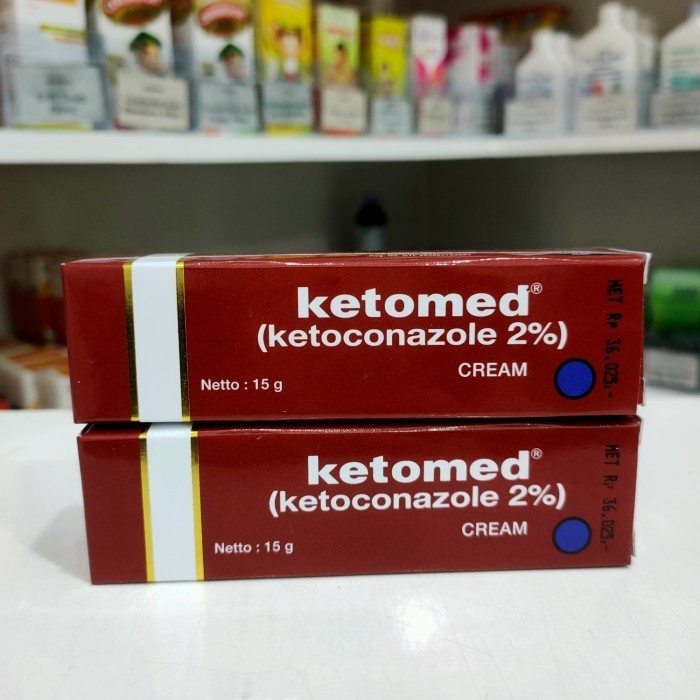 ketomed®
(ketoconazole 2%)
CREAM
Netto : 15 g
HET Rp 36.025,-
ketomed®
(ketoconazole 2%)
CREAM
Netto : 15 g
HET Rp 36.025,-